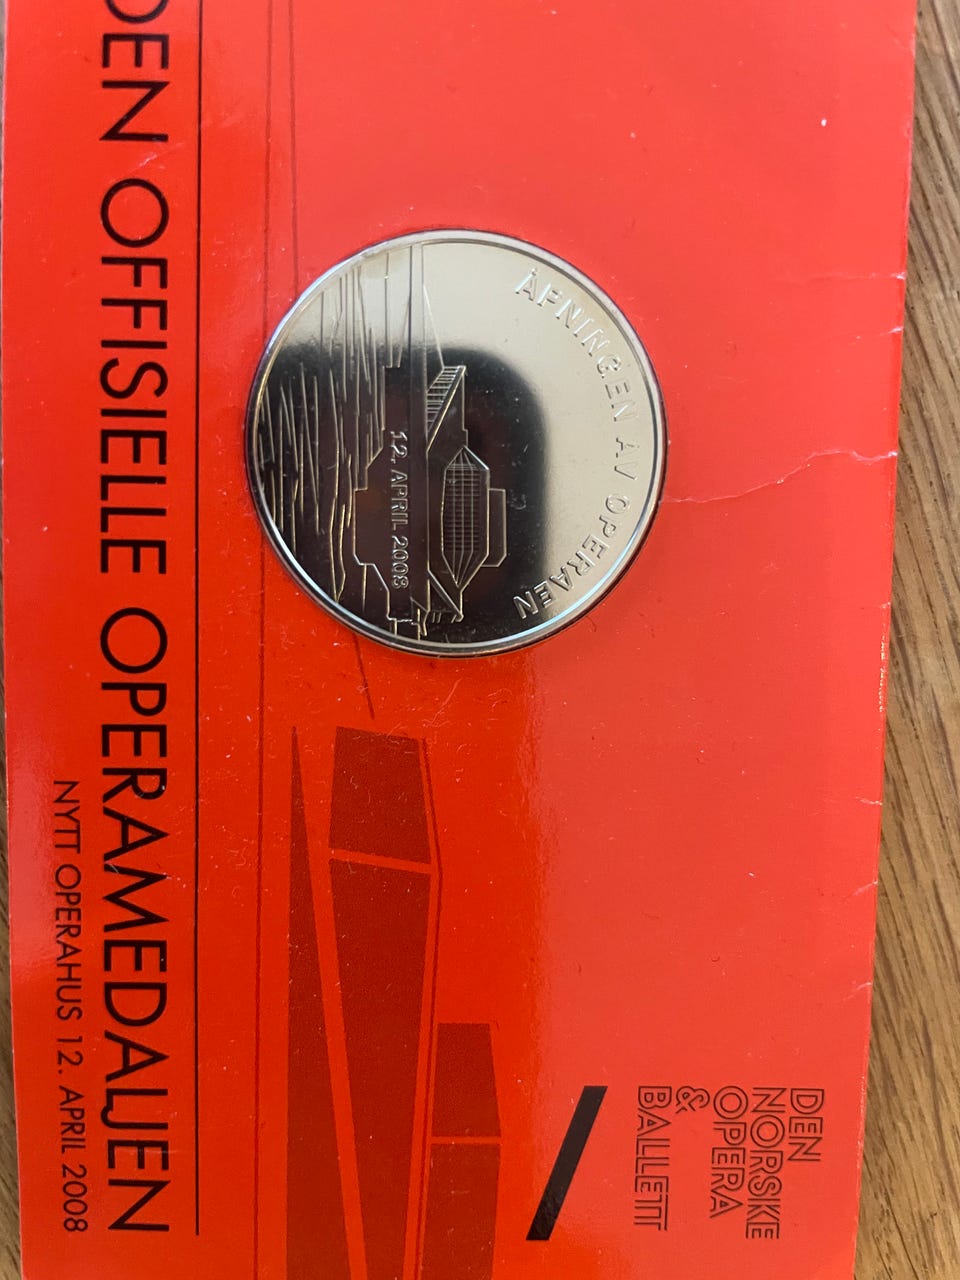 DEN
NORSKE
OPERA
&
BALLETT
ÅPNINGEN AV OPERAEN
12. APRIL 2008
DEN OFFISIELLE OPERAMEDALJEN
NYTT OPERAHUS 12. APRIL 2008